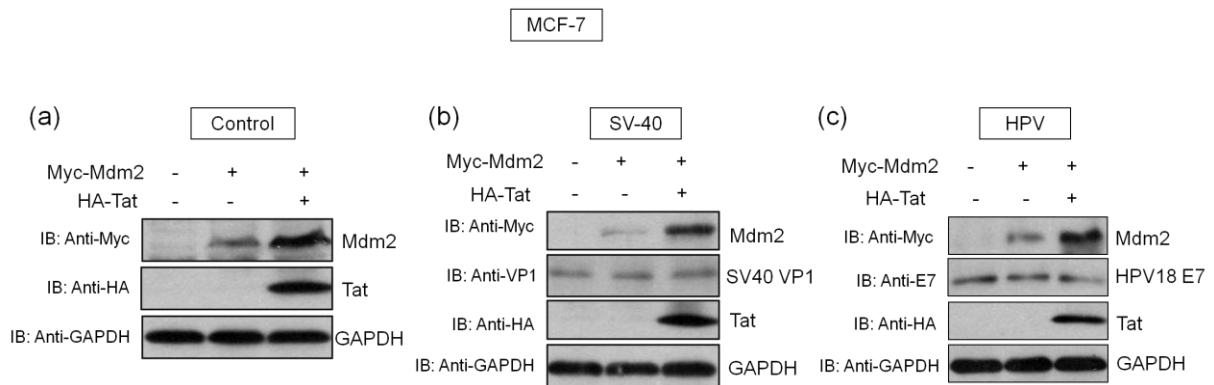 MCF-7
(a)
Control
Myc-Mdm2 - + +
HA-Tat - - +
IB: Anti-Myc Mdm2
IB: Anti-HA Tat
IB: Anti-GAPDH GAPDH
(b)
SV-40
Myc-Mdm2 - + +
HA-Tat - - +
IB: Anti-Myc Mdm2
IB: Anti-VP1 SV40 VP1
IB: Anti-HA Tat
IB: Anti-GAPDH GAPDH
(c)
HPV
Myc-Mdm2 - + +
HA-Tat - - +
IB: Anti-Myc Mdm2
IB: Anti-E7 HPV18 E7
IB: Anti-HA Tat
IB: Anti-GAPDH GAPDH